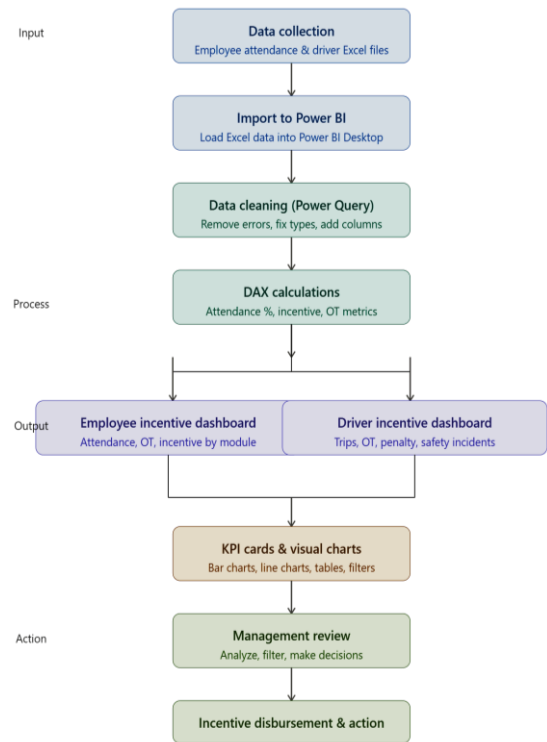 Input
Data collection
Employee attendance & driver Excel files
Import to Power BI
Load Excel data into Power BI Desktop
Data cleaning (Power Query)
Remove errors, fix types, add columns
Process
DAX calculations
Attendance %, incentive, OT metrics
Output
Employee incentive dashboard
Attendance, OT, incentive by module
Driver incentive dashboard
Trips, OT, penalty, safety incidents
KPI cards & visual charts
Bar charts, line charts, tables, filters
Action
Management review
Analyze, filter, make decisions
Incentive disbursement & action